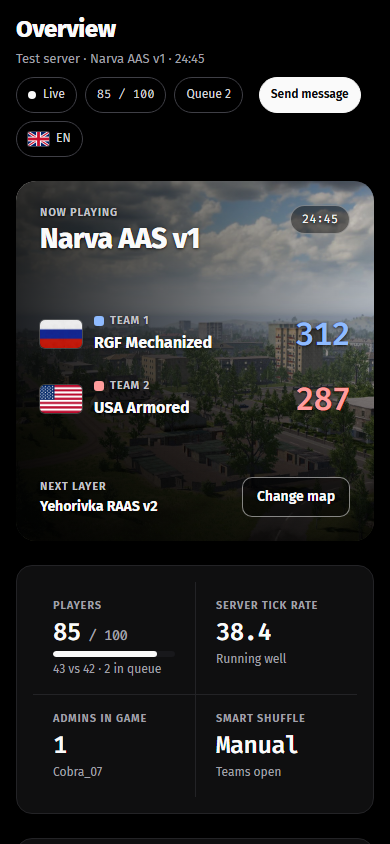 Overview
Test server · Narva AAS v1 · 24:45
Live
85 / 100
Queue 2
Send message
EN
NOW PLAYING
24:45
Narva AAS v1
TEAM 1
RGF Mechanized
312
TEAM 2
USA Armored
287
NEXT LAYER
Yehorivka RAAS v2
Change map
PLAYERS
85 / 100
43 vs 42 · 2 in queue
SERVER TICK RATE
38.4
Running well
ADMINS IN GAME
1
Cobra_07
SMART SHUFFLE
Manual
Teams open